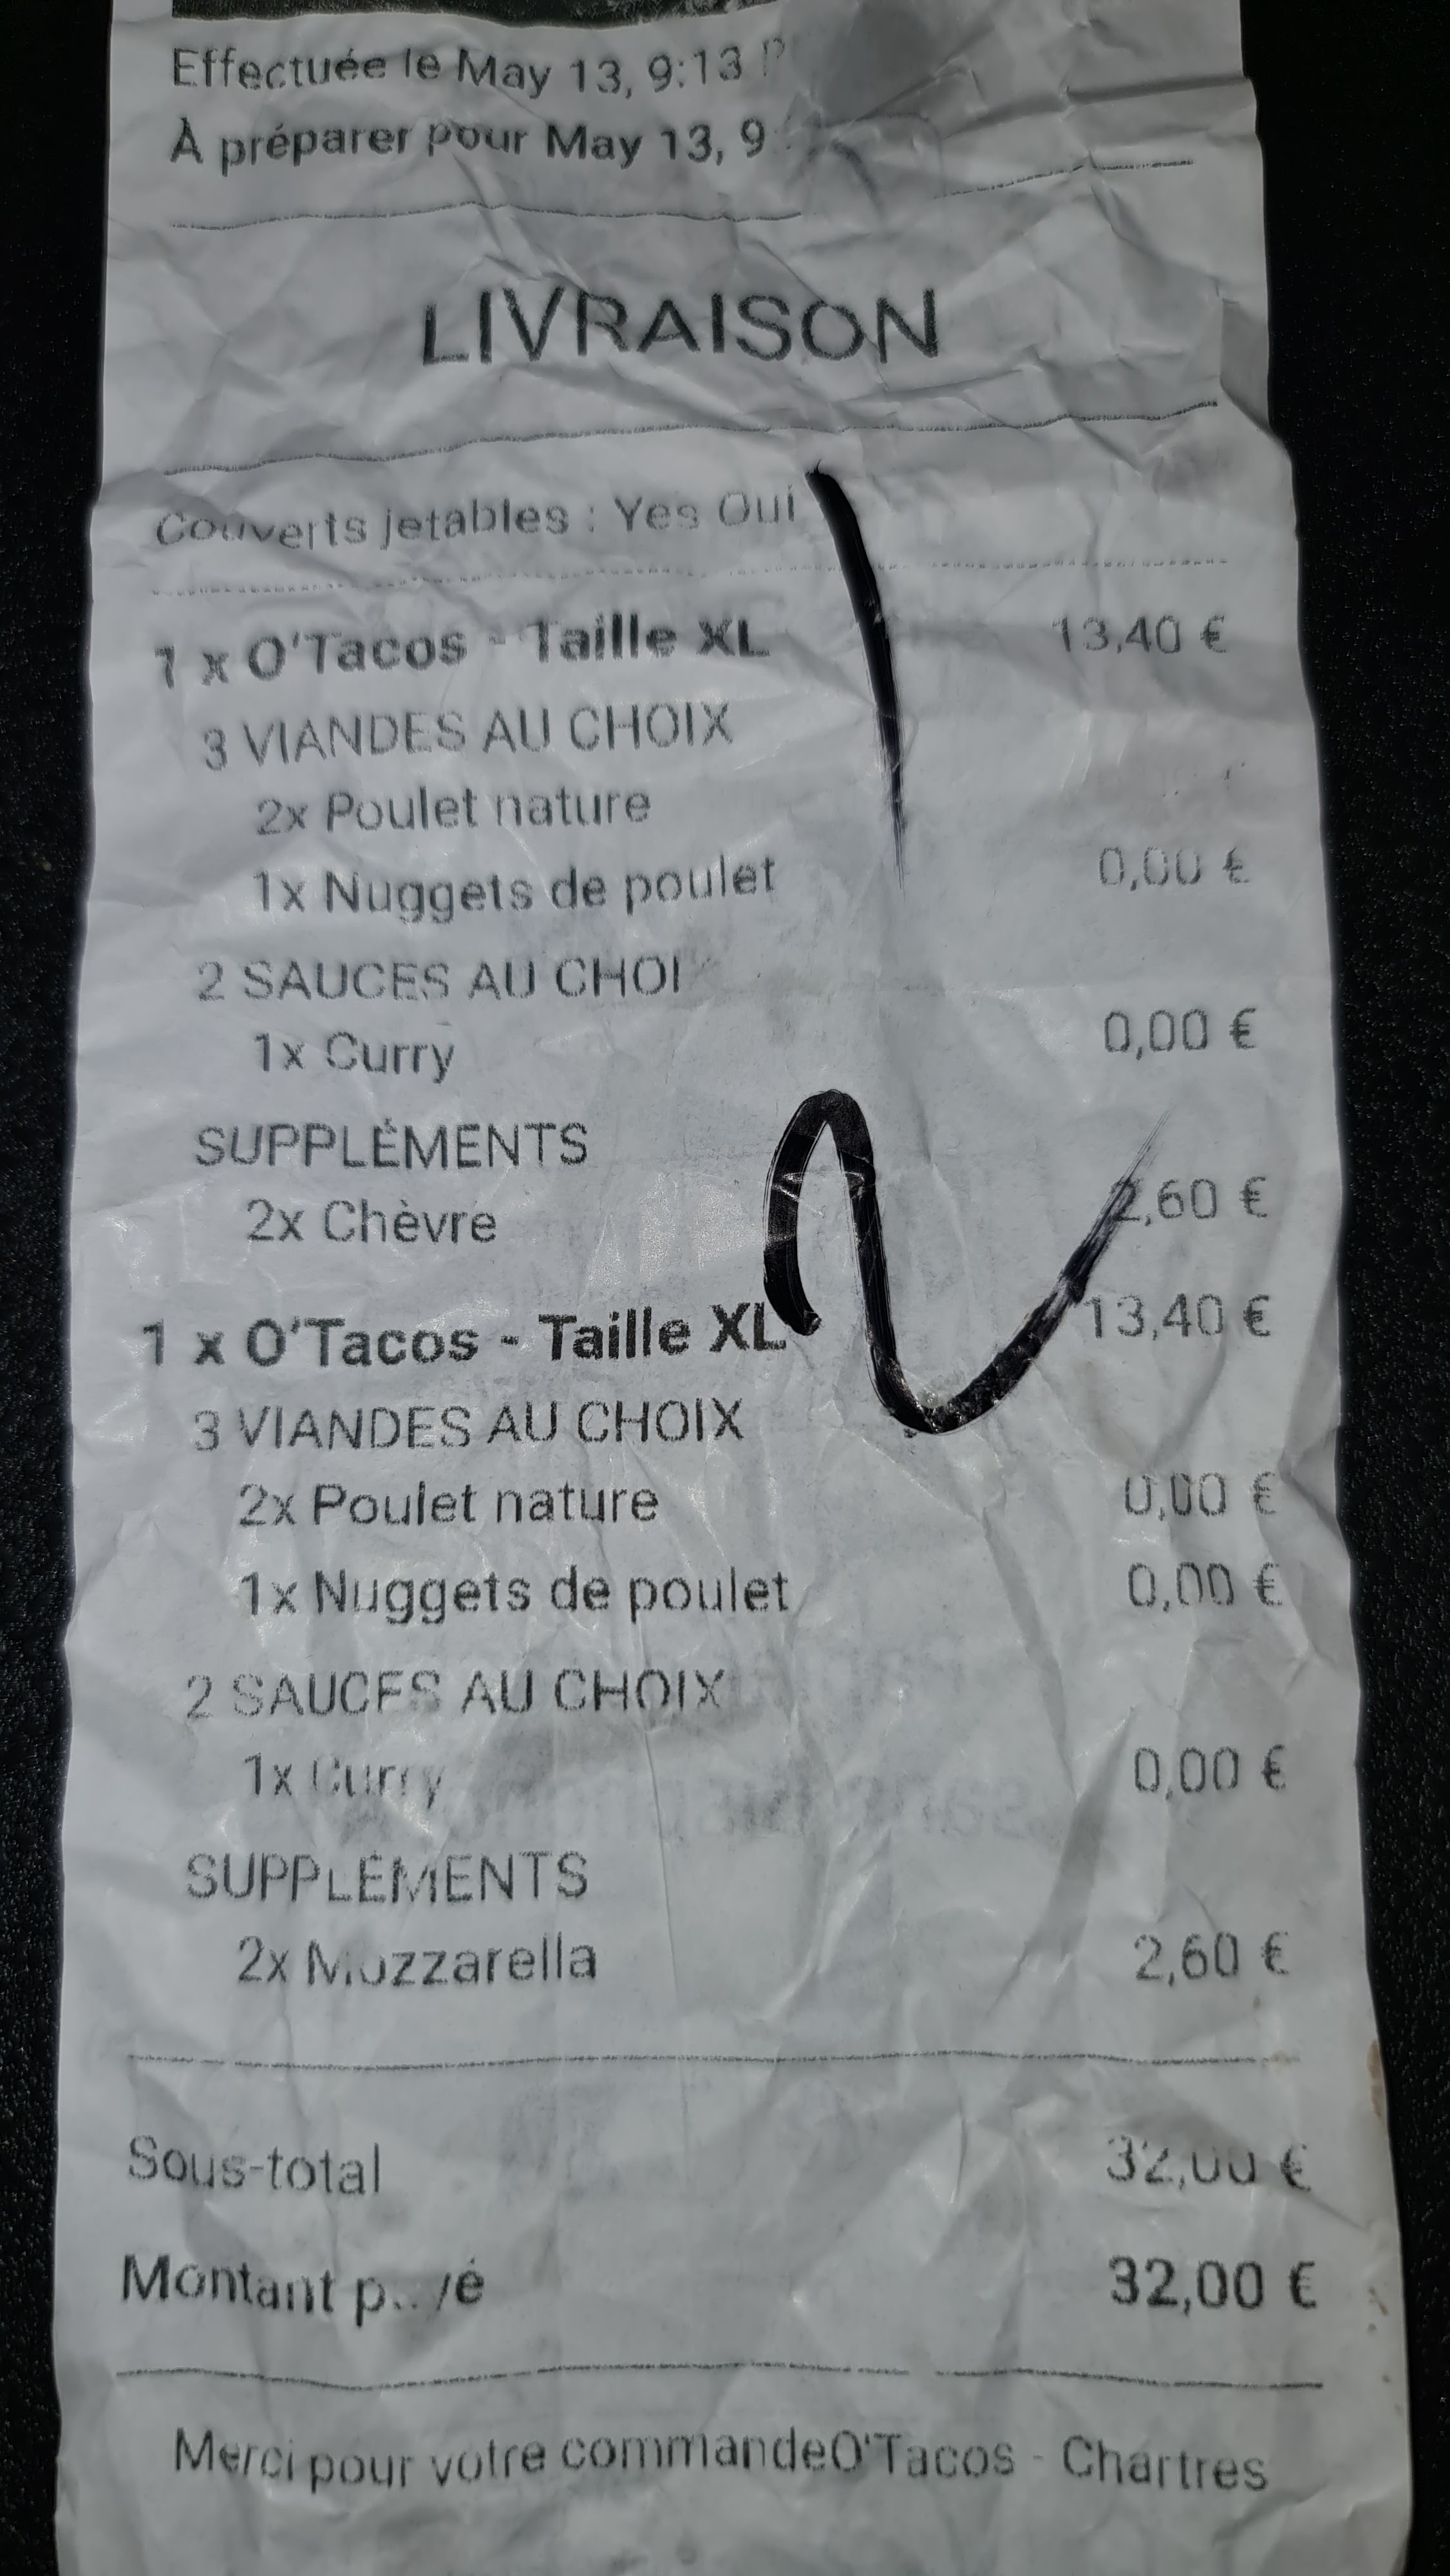 Effectuée le May 13, 9:13 P
À préparer pour May 13, 9
LIVRAISON
Couverts jetables : Yes Oui
1 x O'Tacos - Taille XL 13,40 €
3 VIANDES AU CHOIX
2x Poulet nature
1x Nuggets de poulet 0,00 €
2 SAUCES AU CHOI
1x Curry 0,00 €
SUPPLÉMENTS
2x Chèvre 2,60 €
1 x O'Tacos - Taille XL 13,40 €
3 VIANDES AU CHOIX
2x Poulet nature 0,00 €
1x Nuggets de poulet 0,00 €
2 SAUCES AU CHOIX
1x Curry 0,00 €
SUPPLÉMENTS
2x Mozzarella 2,60 €
Sous-total 32,00 €
Montant payé 32,00 €
Merci pour votre commandeO'Tacos - Chartres